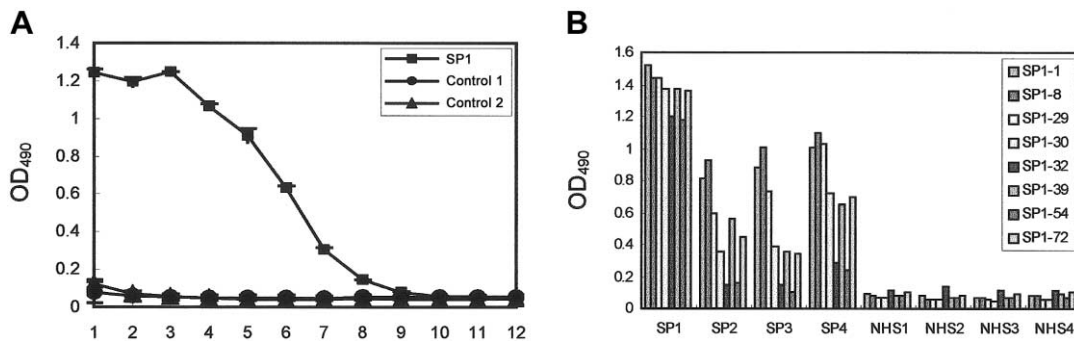 A
1.4
1.2
1
0.8
0.6
0.4
0.2
0
OD490
1 2 3 4 5 6 7 8 9 10 11 12
SP1
Control 1
Control 2
B
1.6
1.4
1.2
1
0.8
0.6
0.4
0.2
0
OD490
SP1 SP2 SP3 SP4 NHS1 NHS2 NHS3 NHS4
SP1-1
SP1-8
SP1-29
SP1-30
SP1-32
SP1-39
SP1-54
SP1-72